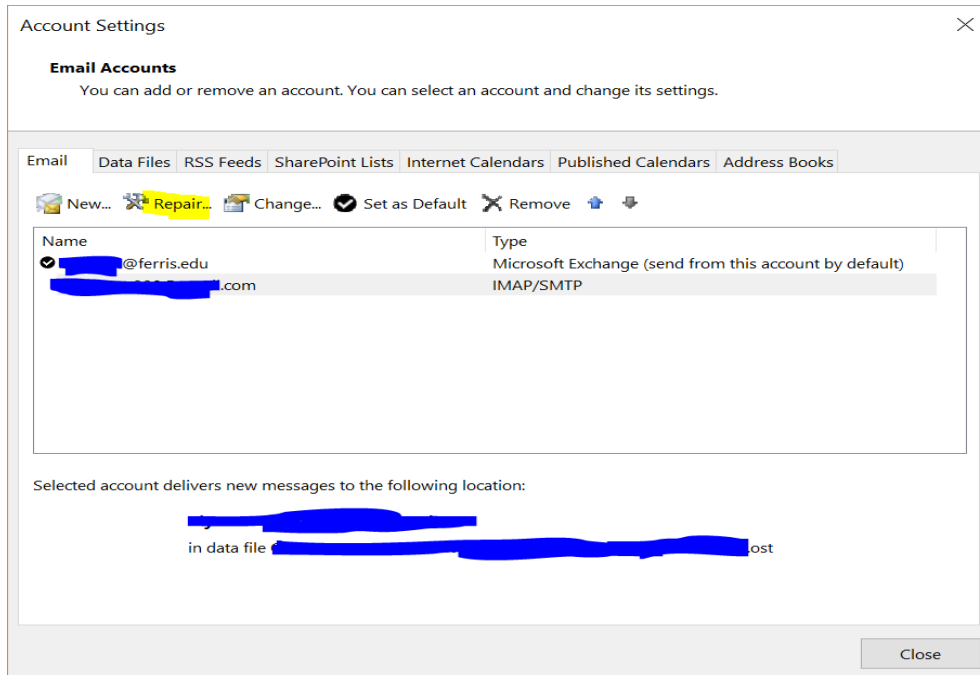 Account Settings
Email Accounts
You can add or remove an account. You can select an account and change its settings.
Email Data Files RSS Feeds SharePoint Lists Internet Calendars Published Calendars Address Books
New... Repair... Change... Set as Default Remove
Name Type
@ferris.edu Microsoft Exchange (send from this account by default)
.com IMAP/SMTP
Selected account delivers new messages to the following location:
in data file .ost
Close